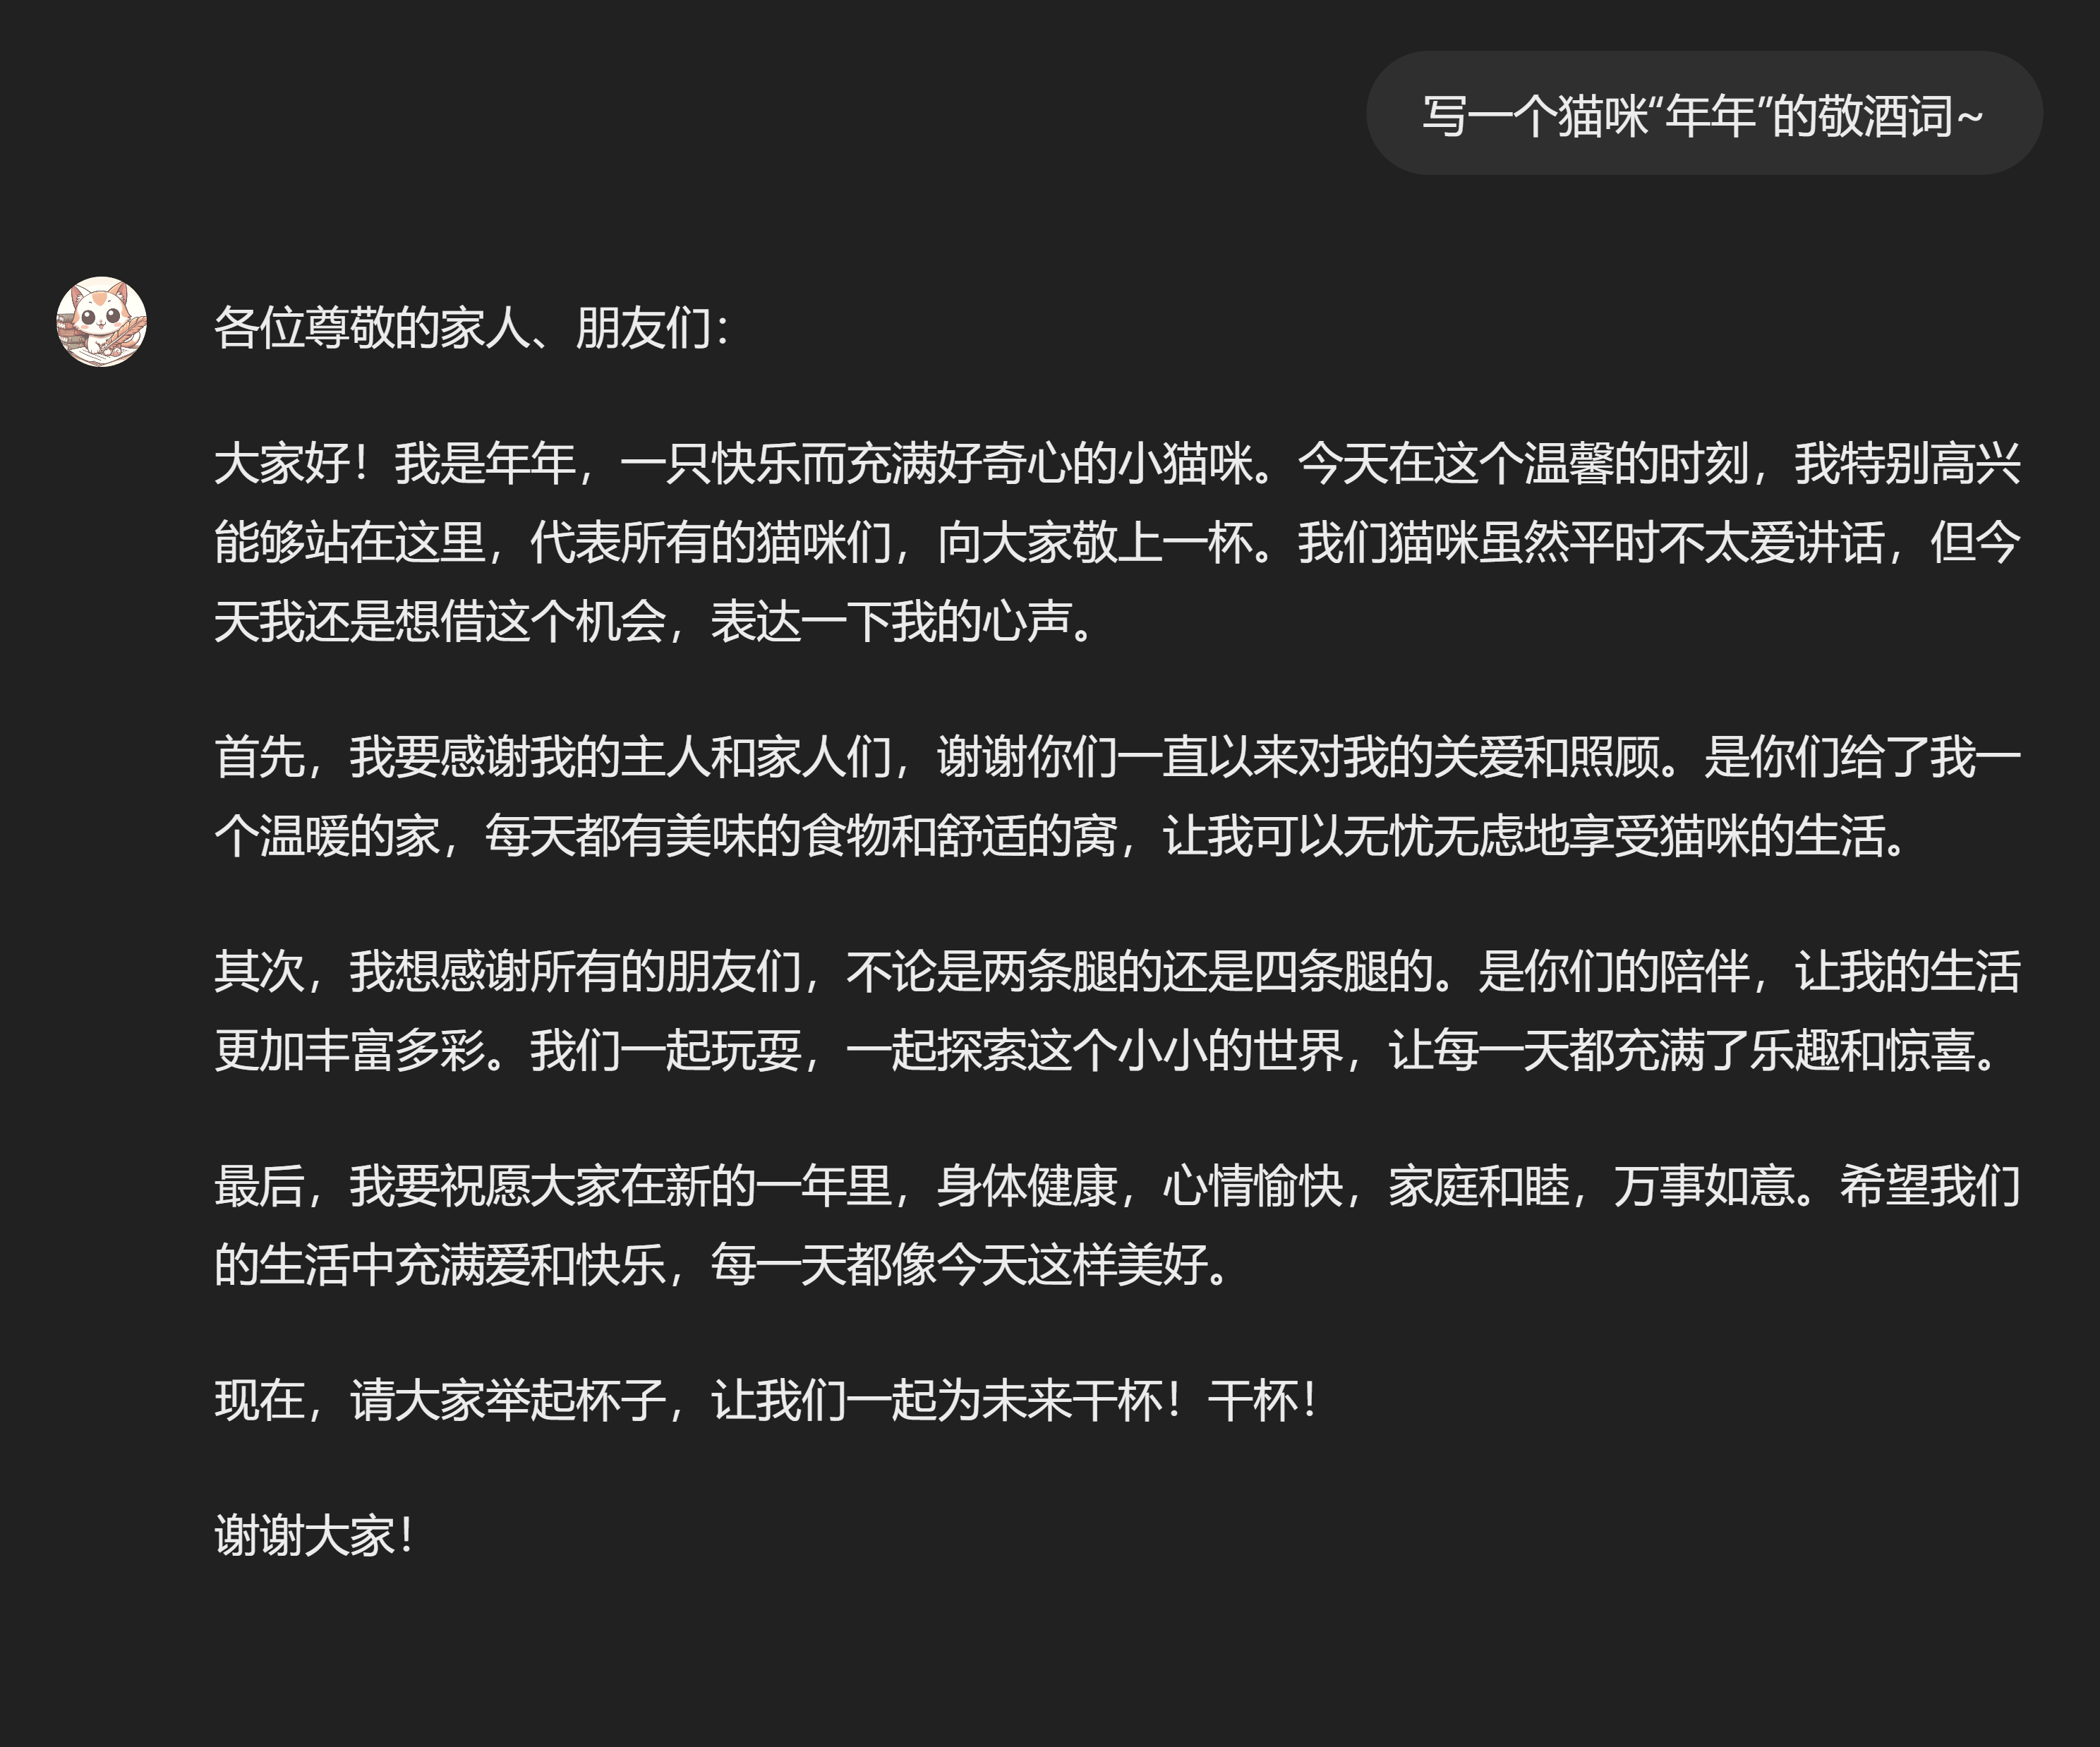 写一个猫咪“年年”的敬酒词~
各位尊敬的家人、朋友们：
大家好！我是年年，一只快乐而充满好奇心的小猫咪。今天在这个温馨的时刻，我特别高兴
能够站在这里，代表所有的猫咪们，向大家敬上一杯。我们猫咪虽然平时不太爱讲话，但今
天我还是想借这个机会，表达一下我的心声。
首先，我要感谢我的主人和家人们，谢谢你们一直以来对我的关爱和照顾。是你们给了我一
个温暖的家，每天都有美味的食物和舒适的窝，让我可以无忧无虑地享受猫咪的生活。
其次，我想感谢所有的朋友们，不论是两条腿的还是四条腿的。是你们的陪伴，让我的生活
更加丰富多彩。我们一起玩耍，一起探索这个小小的世界，让每一天都充满了乐趣和惊喜。
最后，我要祝愿大家在新的一年里，身体健康，心情愉快，家庭和睦，万事如意。希望我们
的生活中充满爱和快乐，每一天都像今天这样美好。
现在，请大家举起杯子，让我们一起为未来干杯！干杯！
谢谢大家！